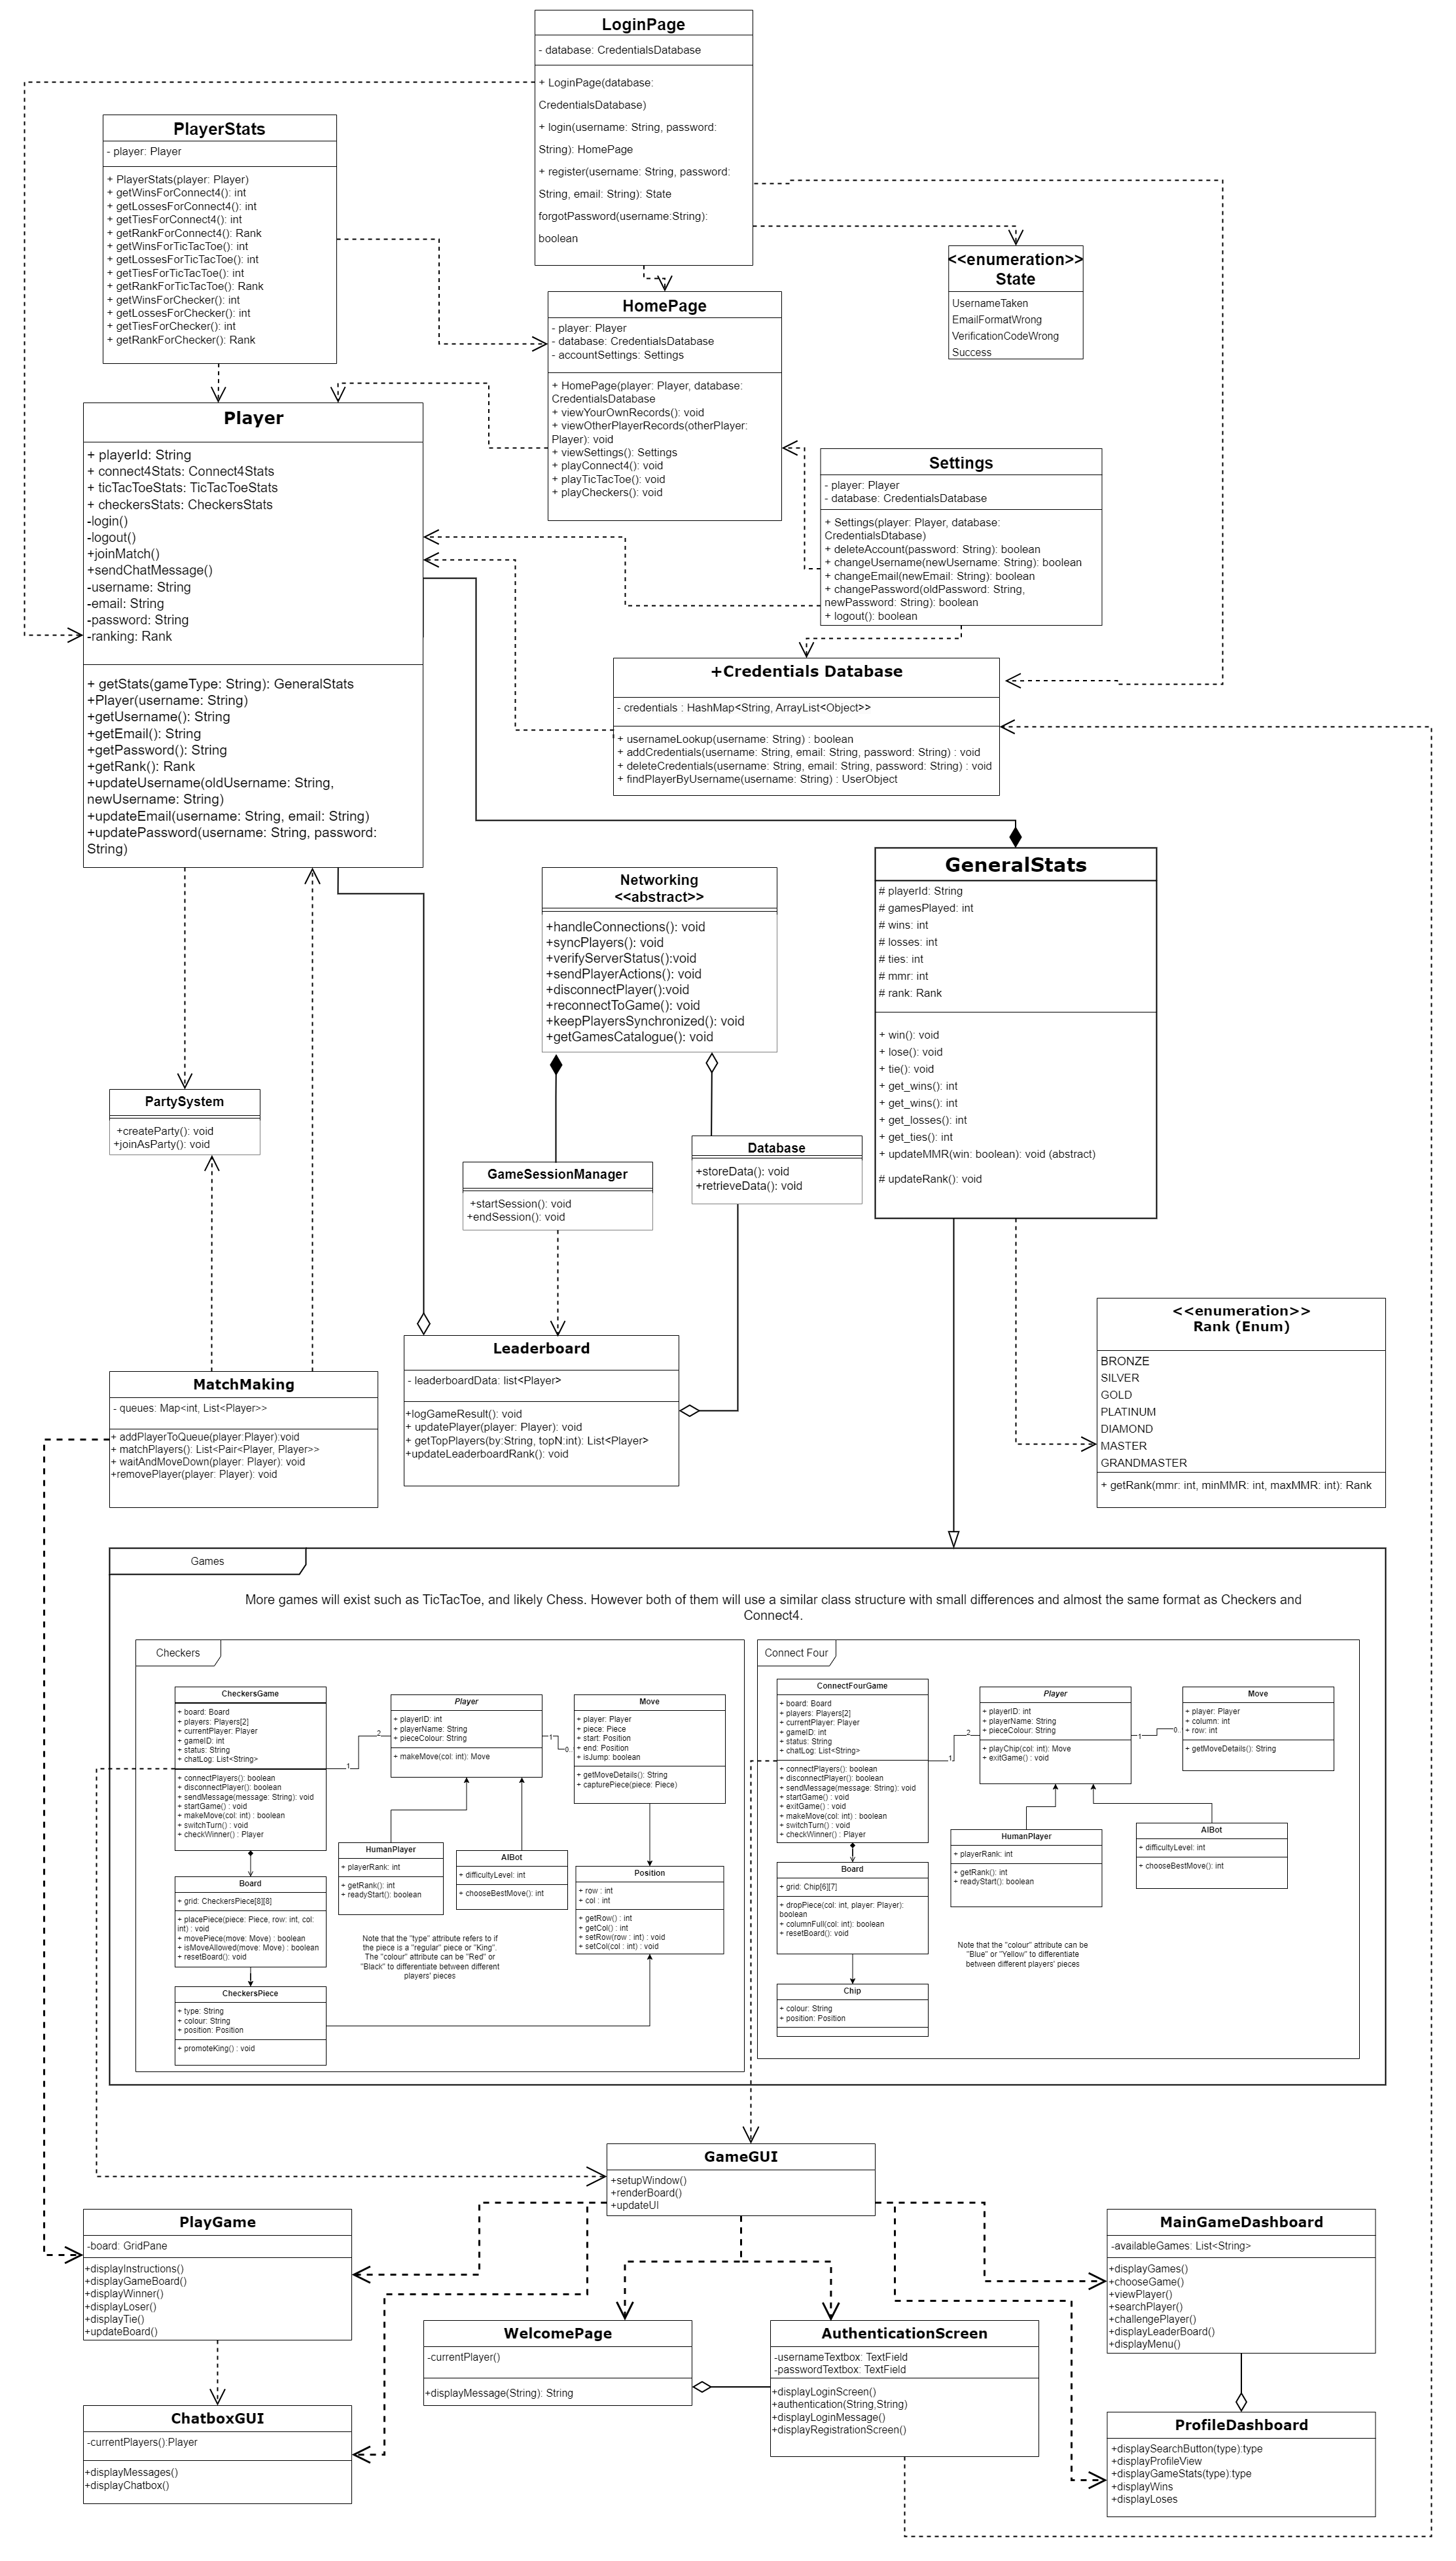 LoginPage
- database: CredentialsDatabase
+ LoginPage(database:
CredentialsDatabase)
+ login(username: String, password:
String): HomePage
+ register(username: String, password:
String, email: String): State
forgotPassword(username:String):
boolean
PlayerStats
- player: Player
+ PlayerStats(player: Player)
+ getWinsForConnect4(): int
+ getLossesForConnect4(): int
+ getTiesForConnect4(): int
+ getRankForConnect4(): Rank
+ getWinsForTicTacToe(): int
+ getLossesForTicTacToe(): int
+ getTiesForTicTacToe(): int
+ getRankForTicTacToe(): Rank
+ getWinsForChecker(): int
+ getLossesForChecker(): int
+ getTiesForChecker(): int
+ getRankForChecker(): Rank
<<enumeration>>
State
UsernameTaken
EmailFormatWrong
VerificationCodeWrong
Success
HomePage
- player: Player
- database: CredentialsDatabase
- accountSettings: Settings
+ HomePage(player: Player, database:
CredentialsDatabase
+ viewYourOwnRecords(): void
+ viewOtherPlayerRecords(otherPlayer:
Player): void
+ viewSettings(): Settings
+ playConnect4(): void
+ playTicTacToe(): void
+ playCheckers(): void
Player
+ playerId: String
+ connect4Stats: Connect4Stats
+ ticTacToeStats: TicTacToeStats
+ checkersStats: CheckersStats
-login()
-logout()
+joinMatch()
+sendChatMessage()
-username: String
-email: String
-password: String
-ranking: Rank
+ getStats(gameType: String): GeneralStats
+Player(username: String)
+getUsername(): String
+getEmail(): String
+getPassword(): String
+getRank(): Rank
+updateUsername(oldUsername: String,
newUsername: String)
+updateEmail(username: String, email: String)
+updatePassword(username: String, password:
String)
Settings
- player: Player
- database: CredentialsDatabase
+ Settings(player: Player, database:
CredentialsDtabase)
+ deleteAccount(password: String): boolean
+ changeUsername(newUsername: String): boolean
+ changeEmail(newEmail: String): boolean
+ changePassword(oldPassword: String,
newPassword: String): boolean
+ logout(): boolean
+Credentials Database
- credentials : HashMap<String, ArrayList<Object>>
+ usernameLookup(username: String) : boolean
+ addCredentials(username: String, email: String, password: String) : void
+ deleteCredentials(username: String, email: String, password: String) : void
+ findPlayerByUsername(username: String) : UserObject
Networking
<<abstract>>
+handleConnections(): void
+syncPlayers(): void
+verifyServerStatus():void
+sendPlayerActions(): void
+disconnectPlayer():void
+reconnectToGame(): void
+keepPlayersSynchronized(): void
+getGamesCatalogue(): void
GeneralStats
# playerId: String
# gamesPlayed: int
# wins: int
# losses: int
# ties: int
# mmr: int
# rank: Rank
+ win(): void
+ lose(): void
+ tie(): void
+ get_wins(): int
+ get_wins(): int
+ get_losses(): int
+ get_ties(): int
+ updateMMR(win: boolean): void (abstract)
# updateRank(): void
PartySystem
+createParty(): void
+joinAsParty(): void
GameSessionManager
+startSession(): void
+endSession(): void
Database
+storeData(): void
+retrieveData(): void
<<enumeration>>
Rank (Enum)
BRONZE
SILVER
GOLD
PLATINUM
DIAMOND
MASTER
GRANDMASTER
+ getRank(mmr: int, minMMR: int, maxMMR: int): Rank
MatchMaking
- queues: Map<int, List<Player>>
+ addPlayerToQueue(player:Player):void
+ matchPlayers(): List<Pair<Player, Player>>
+ waitAndMoveDown(player: Player): void
+removePlayer(player: Player): void
Leaderboard
- leaderboardData: list<Player>
+logGameResult(): void
+ updatePlayer(player: Player): void
+ getTopPlayers(by:String, topN:int): List<Player>
+updateLeaderboardRank(): void
Games
More games will exist such as TicTacToe, and likely Chess. However both of them will use a similar class structure with small differences and almost the same format as Checkers and
Connect4.
Checkers
CheckersGame
+ board: Board
+ players: Players[2]
+ currentPlayer: Player
+ gameID: int
+ status: String
+ chatLog: List<String>
+ connectPlayers(): boolean
+ disconnectPlayer(): boolean
+ sendMessage(message: String): void
+ startGame() : void
+ makeMove(col: int) : boolean
+ switchTurn() : void
+ checkWinner() : Player
1
2
Player
+ playerID: int
+ playerName: String
+ pieceColour: String
+ makeMove(col: int): Move
1
0..
Move
+ player: Player
+ piece: Piece
+ start: Position
+ end: Position
+ isJump: boolean
+ getMoveDetails(): String
+ capturePiece(piece: Piece)
HumanPlayer
+ playerRank: int
+ getRank(): int
+ readyStart(): boolean
AIBot
+ difficultyLevel: int
+ chooseBestMove(): int
Position
+ row : int
+ col : int
+ getRow() : int
+ getCol() : int
+ setRow(row : int) : void
+ setCol(col : int) : void
Board
+ grid: CheckersPiece[8][8]
+ placePiece(piece: Piece, row: int, col:
int) : void
+ movePiece(move: Move) : boolean
+ isMoveAllowed(move: Move) : boolean
+ resetBoard(): void
Note that the "type" attribute refers to if
the piece is a "regular" piece or "King".
The "colour" attribute can be "Red" or
"Black" to differentiate between different
players' pieces
CheckersPiece
+ type: String
+ colour: String
+ position: Position
+ promoteKing() : void
Connect Four
ConnectFourGame
+ board: Board
+ players: Players[2]
+ currentPlayer: Player
+ gameID: int
+ status: String
+ chatLog: List<String>
+ connectPlayers(): boolean
+ disconnectPlayer(): boolean
+ sendMessage(message: String): void
+ startGame() : void
+ exitGame() : void
+ makeMove(col: int) : boolean
+ switchTurn() : void
+ checkWinner() : Player
1
2
Player
+ playerID: int
+ playerName: String
+ pieceColour: String
+ playChip(col: int): Move
+ exitGame() : void
1
0..
Move
+ player: Player
+ column: int
+ row: int
+ getMoveDetails(): String
HumanPlayer
+ playerRank: int
+ getRank(): int
+ readyStart(): boolean
AIBot
+ difficultyLevel: int
+ chooseBestMove(): int
Board
+ grid: Chip[6][7]
+ dropPiece(col: int, player: Player):
boolean
+ columnFull(col: int): boolean
+ resetBoard(): void
Note that the "colour" attribute can be
"Blue" or "Yellow" to differentiate
between different players' pieces
Chip
+ colour: String
+ position: Position
GameGUI
+setupWindow()
+renderBoard()
+updateUI
PlayGame
-board: GridPane
+displayInstructions()
+displayGameBoard()
+displayWinner()
+displayLoser()
+displayTie()
+updateBoard()
MainGameDashboard
-availableGames: List<String>
+displayGames()
+chooseGame()
+viewPlayer()
+searchPlayer()
+challengePlayer()
+displayLeaderBoard()
+displayMenu()
WelcomePage
-currentPlayer()
+displayMessage(String): String
AuthenticationScreen
-usernameTextbox: TextField
-passwordTextbox: TextField
+displayLoginScreen()
+authentication(String,String)
+displayLoginMessage()
+displayRegistrationScreen()
ChatboxGUI
-currentPlayers():Player
+displayMessages()
+displayChatbox()
ProfileDashboard
+displaySearchButton(type):type
+displayProfileView
+displayGameStats(type):type
+displayWins
+displayLoses